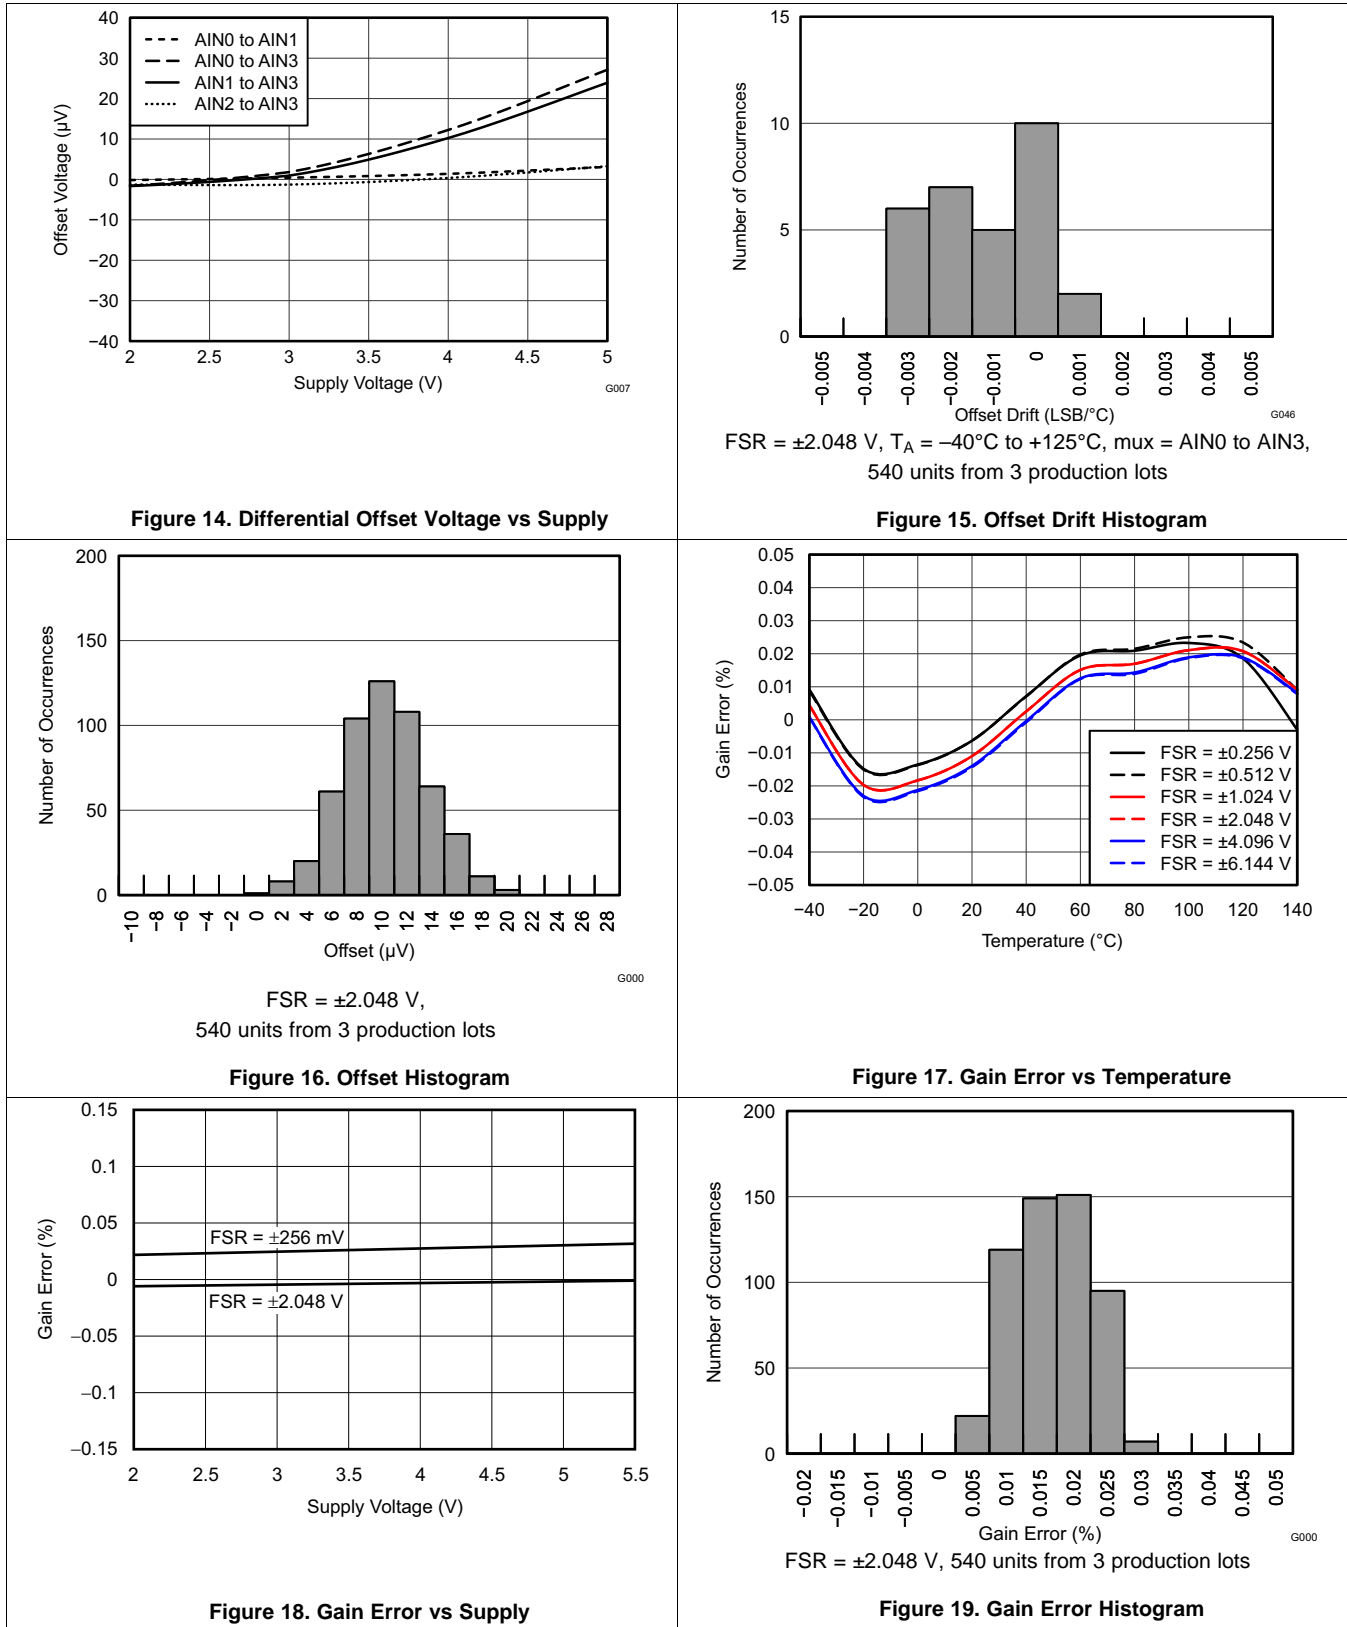 40
30
20
10
0
−10
−20
−30
−40
Offset Voltage (µV)
AIN0 to AIN1
AIN0 to AIN3
AIN1 to AIN3
AIN2 to AIN3
2 2.5 3 3.5 4 4.5 5
Supply Voltage (V)
G007
Figure 14. Differential Offset Voltage vs Supply
15
10
5
0
Number of Occurrences
−0.005 −0.004 −0.003 −0.002 −0.001 0 0.001 0.002 0.003 0.004 0.005
Offset Drift (LSB/°C)
G046
FSR = ±2.048 V, TA = –40°C to +125°C, mux = AIN0 to AIN3,
540 units from 3 production lots
Figure 15. Offset Drift Histogram
200
150
100
50
0
Number of Occurrences
−10 −8 −6 −4 −2 0 2 4 6 8 10 12 14 16 18 20 22 24 26 28
Offset (µV)
G000
FSR = ±2.048 V,
540 units from 3 production lots
Figure 16. Offset Histogram
0.05
0.04
0.03
0.02
0.01
0
−0.01
−0.02
−0.03
−0.04
−0.05
Gain Error (%)
FSR = ±0.256 V
FSR = ±0.512 V
FSR = ±1.024 V
FSR = ±2.048 V
FSR = ±4.096 V
FSR = ±6.144 V
−40 −20 0 20 40 60 80 100 120 140
Temperature (°C)
Figure 17. Gain Error vs Temperature
0.15
0.1
0.05
0
−0.05
−0.1
−0.15
Gain Error (%)
FSR = ±256 mV
FSR = ±2.048 V
2 2.5 3 3.5 4 4.5 5 5.5
Supply Voltage (V)
Figure 18. Gain Error vs Supply
200
150
100
50
0
Number of Occurrences
−0.02 −0.015 −0.01 −0.005 0 0.005 0.01 0.015 0.02 0.025 0.03 0.035 0.04 0.045 0.05
Gain Error (%)
G000
FSR = ±2.048 V, 540 units from 3 production lots
Figure 19. Gain Error Histogram